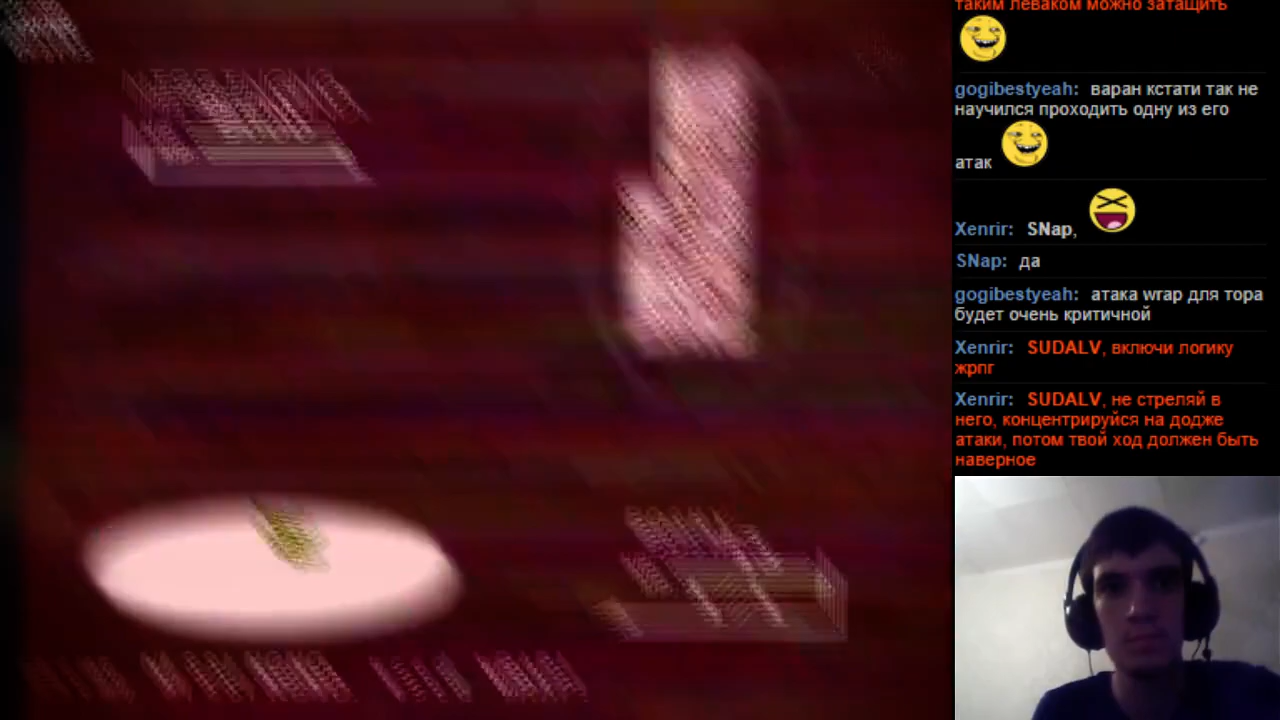 таким леваком можно затащить
gogibestyeah: варан кстати так не
научился проходить одну из его
атак
Xenrir: SNap,
SNap: да
gogibestyeah: атака wrap для тора
будет очень критичной
Xenrir: SUDALV, включи логику
жрпг
Xenrir: SUDALV, не стреляй в
него, концентрируйся на додже
атаки, потом твой ход должен быть
наверное